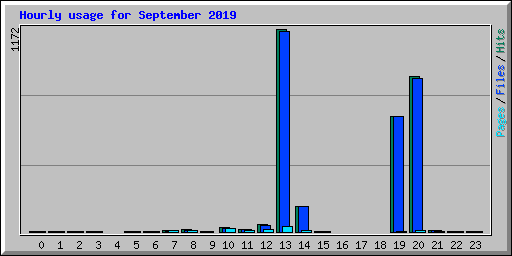 Hourly usage for September 2019
1172
Pages/Files/Hits
0 1 2 3 4 5 6 7 8 9 10 11 12 13 14 15 16 17 18 19 20 21 22 23